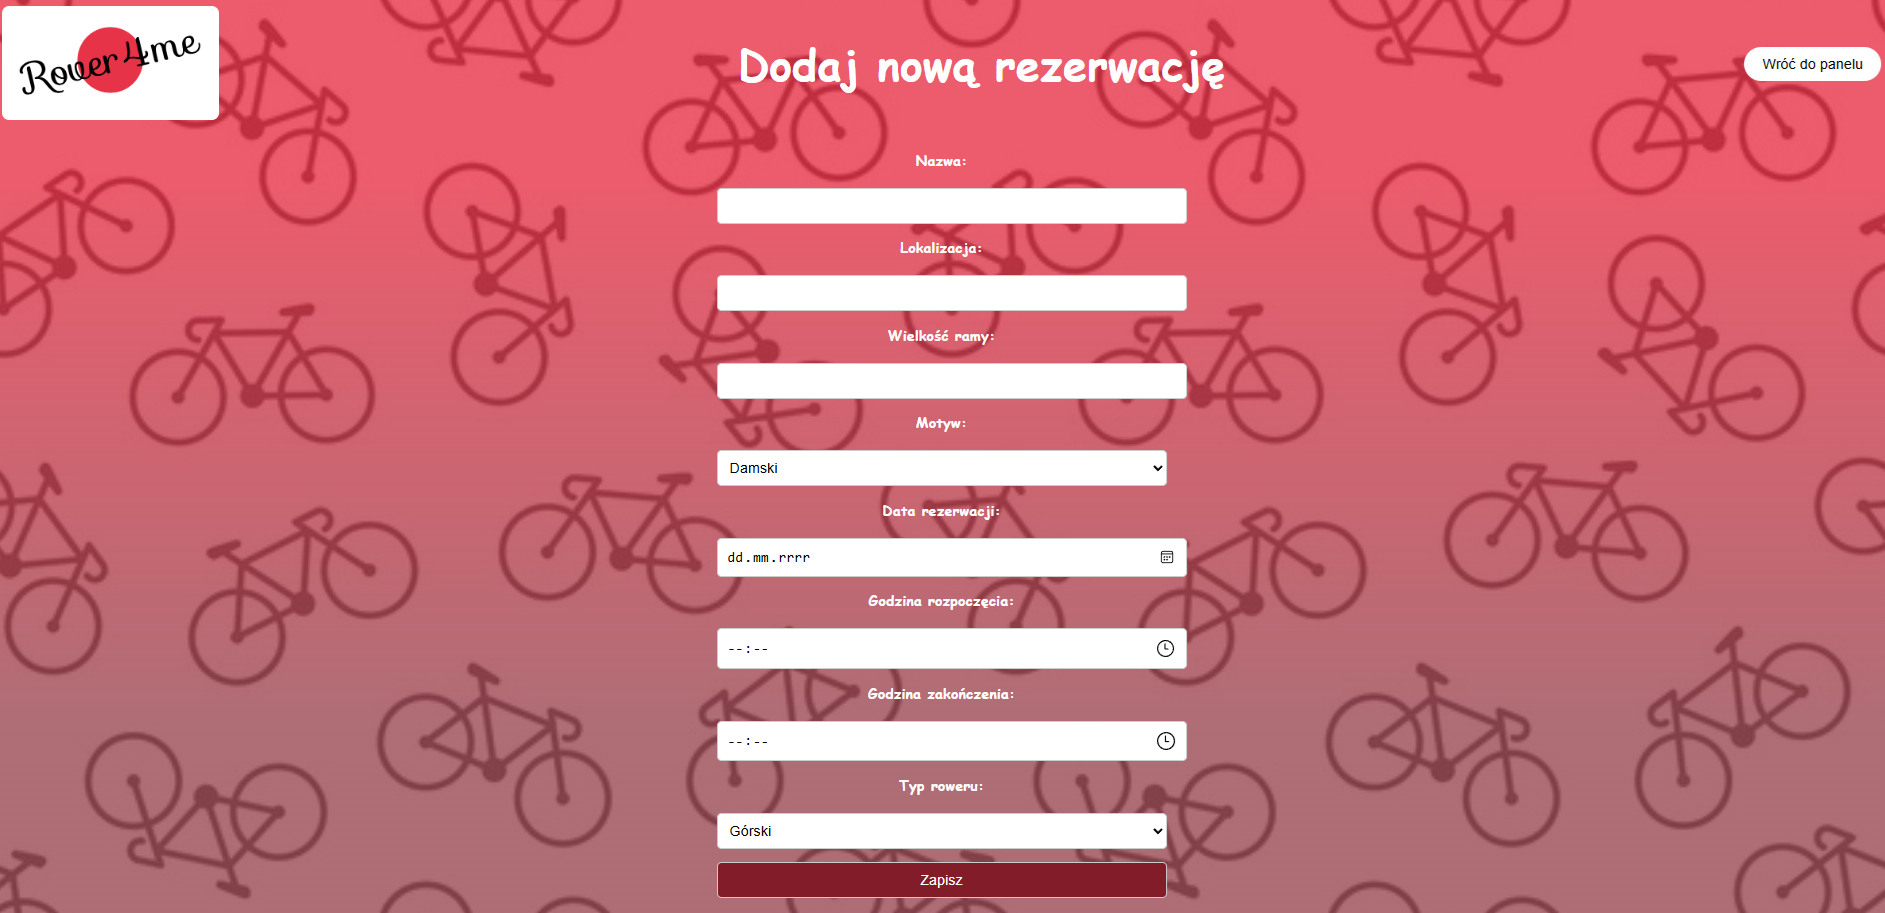 Rower4me
Dodaj nową rezerwację
Wróć do panelu
Nazwa:
Lokalizacja:
Wielkość ramy:
Motyw:
Damski
Data rezerwacji:
dd.mm.rrrr
Godzina rozpoczęcia:
--:--
Godzina zakończenia:
--:--
Typ roweru:
Górski
Zapisz